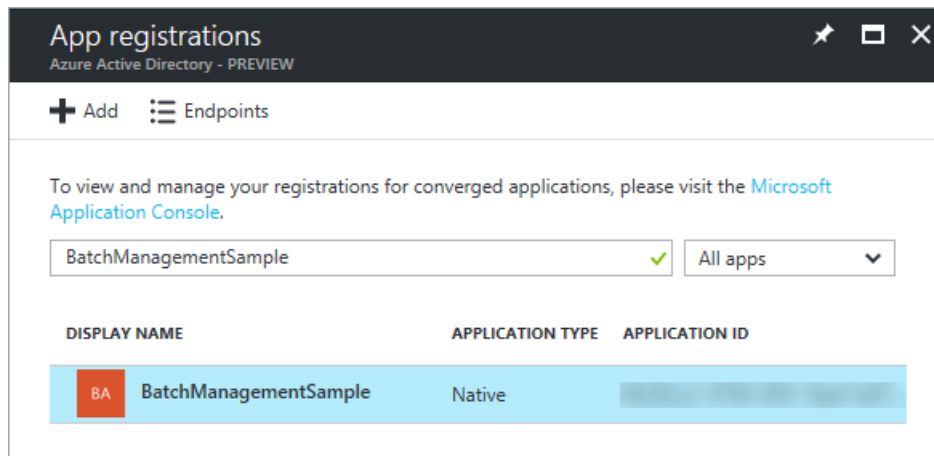 App registrations
Azure Active Directory - PREVIEW
Add Endpoints
To view and manage your registrations for converged applications, please visit the Microsoft
Application Console.
BatchManagementSample All apps
DISPLAY NAME APPLICATION TYPE APPLICATION ID
BA BatchManagementSample Native